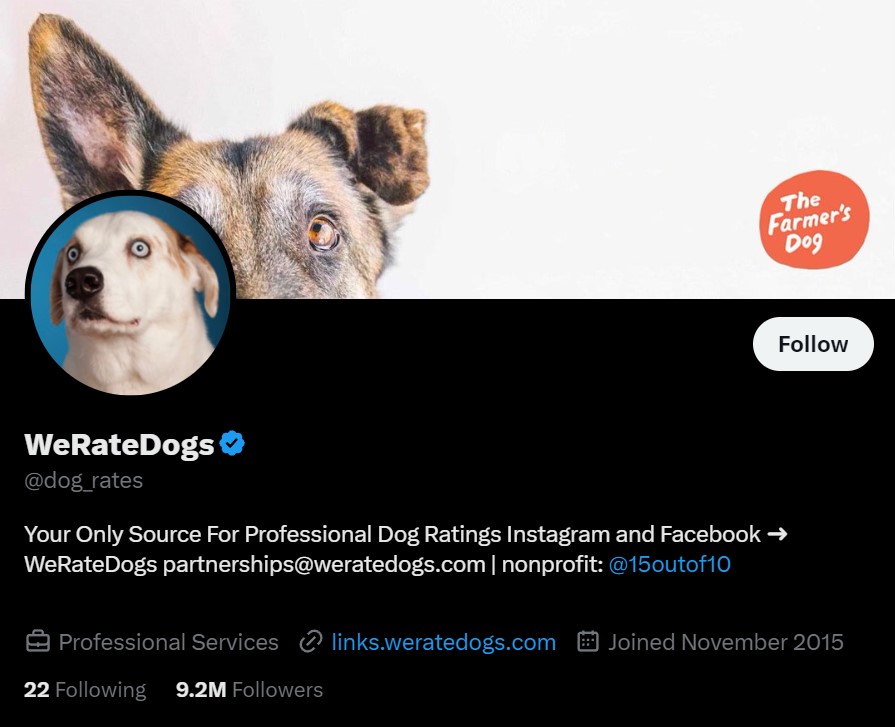 The
Farmer's
Dog
Follow
WeRateDogs
@dog_rates
Your Only Source For Professional Dog Ratings Instagram and Facebook ➜
WeRateDogs partnerships@weratedogs.com | nonprofit: @15outof10
Professional Services links.weratedogs.com Joined November 2015
22 Following 9.2M Followers